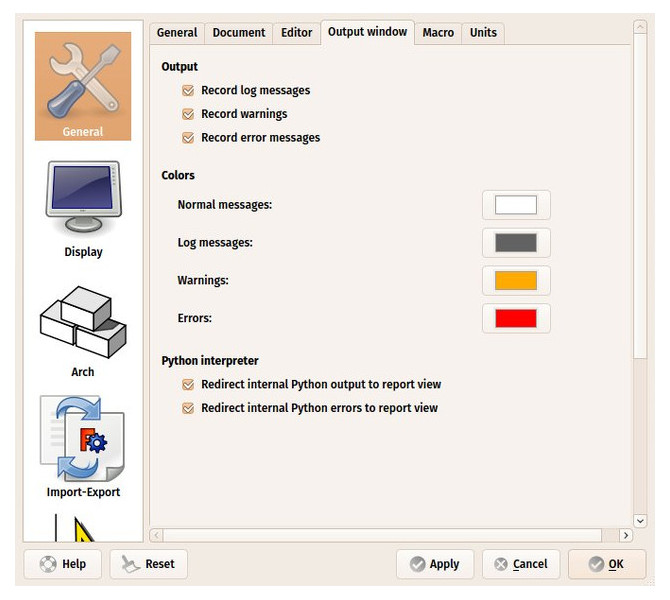 General
Display
Arch
Import-Export
General Document Editor Output window Macro Units
Output
Record log messages
Record warnings
Record error messages
Colors
Normal messages:
Log messages:
Warnings:
Errors:
Python interpreter
Redirect internal Python output to report view
Redirect internal Python errors to report view
Help Reset Apply Cancel OK